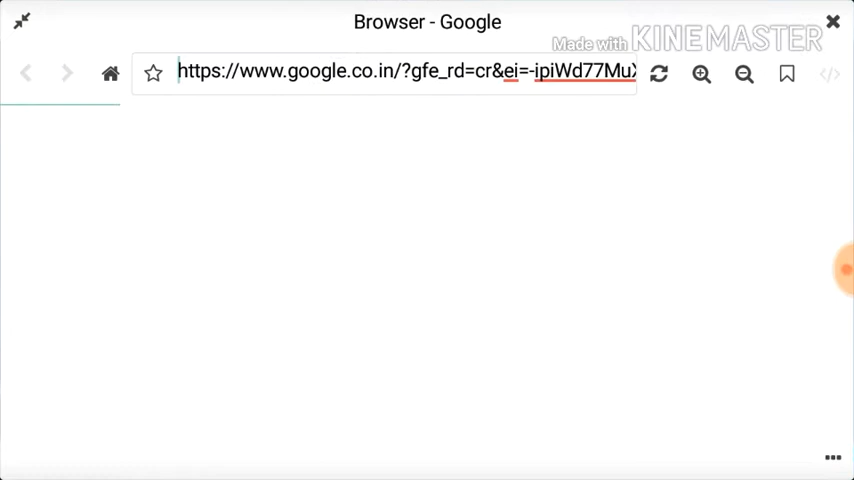 Browser - Google
Made with KINEMASTER
https://www.google.co.in/?gfe_rd=cr&ei=-ipiWd77Mu